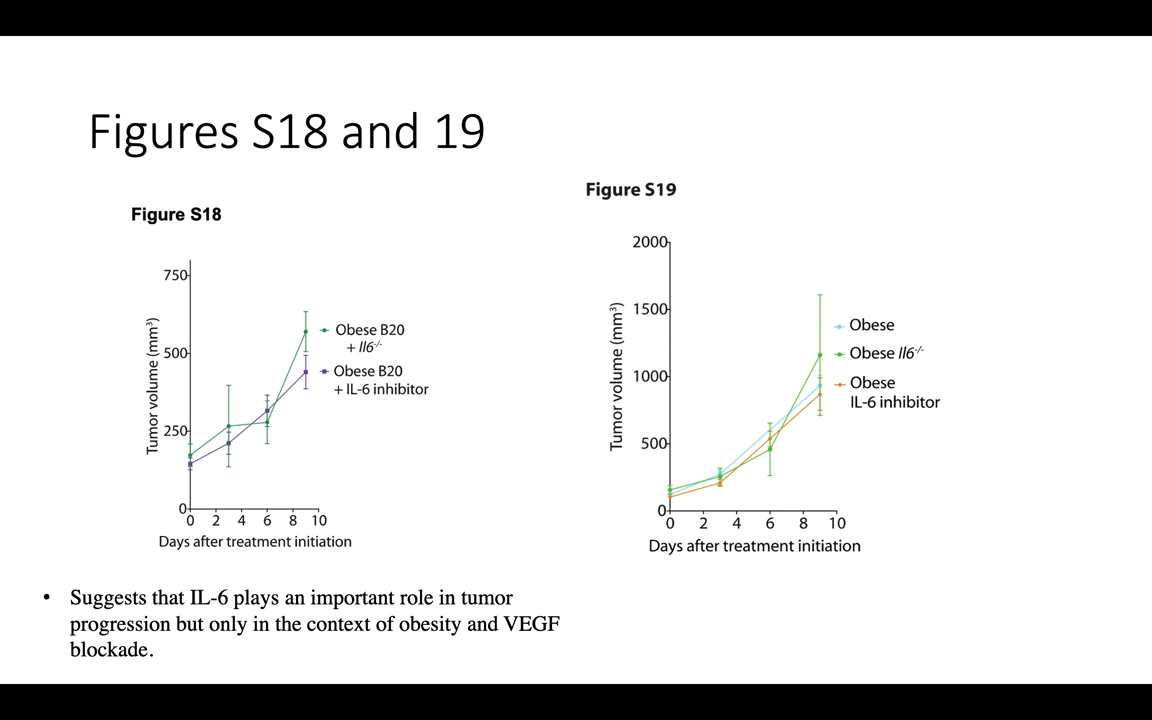 Figures S18 and 19
Figure S18
750
500
250
0
0 2 4 6 8 10
Tumor volume (mm³)
Days after treatment initiation
Obese B20
+ Il6-/-
Obese B20
+ IL-6 inhibitor
Figure S19
2000
1500
1000
500
0
0 2 4 6 8 10
Tumor volume (mm³)
Days after treatment initiation
Obese
Obese Il6-/-
Obese
IL-6 inhibitor
• Suggests that IL-6 plays an important role in tumor
progression but only in the context of obesity and VEGF
blockade.